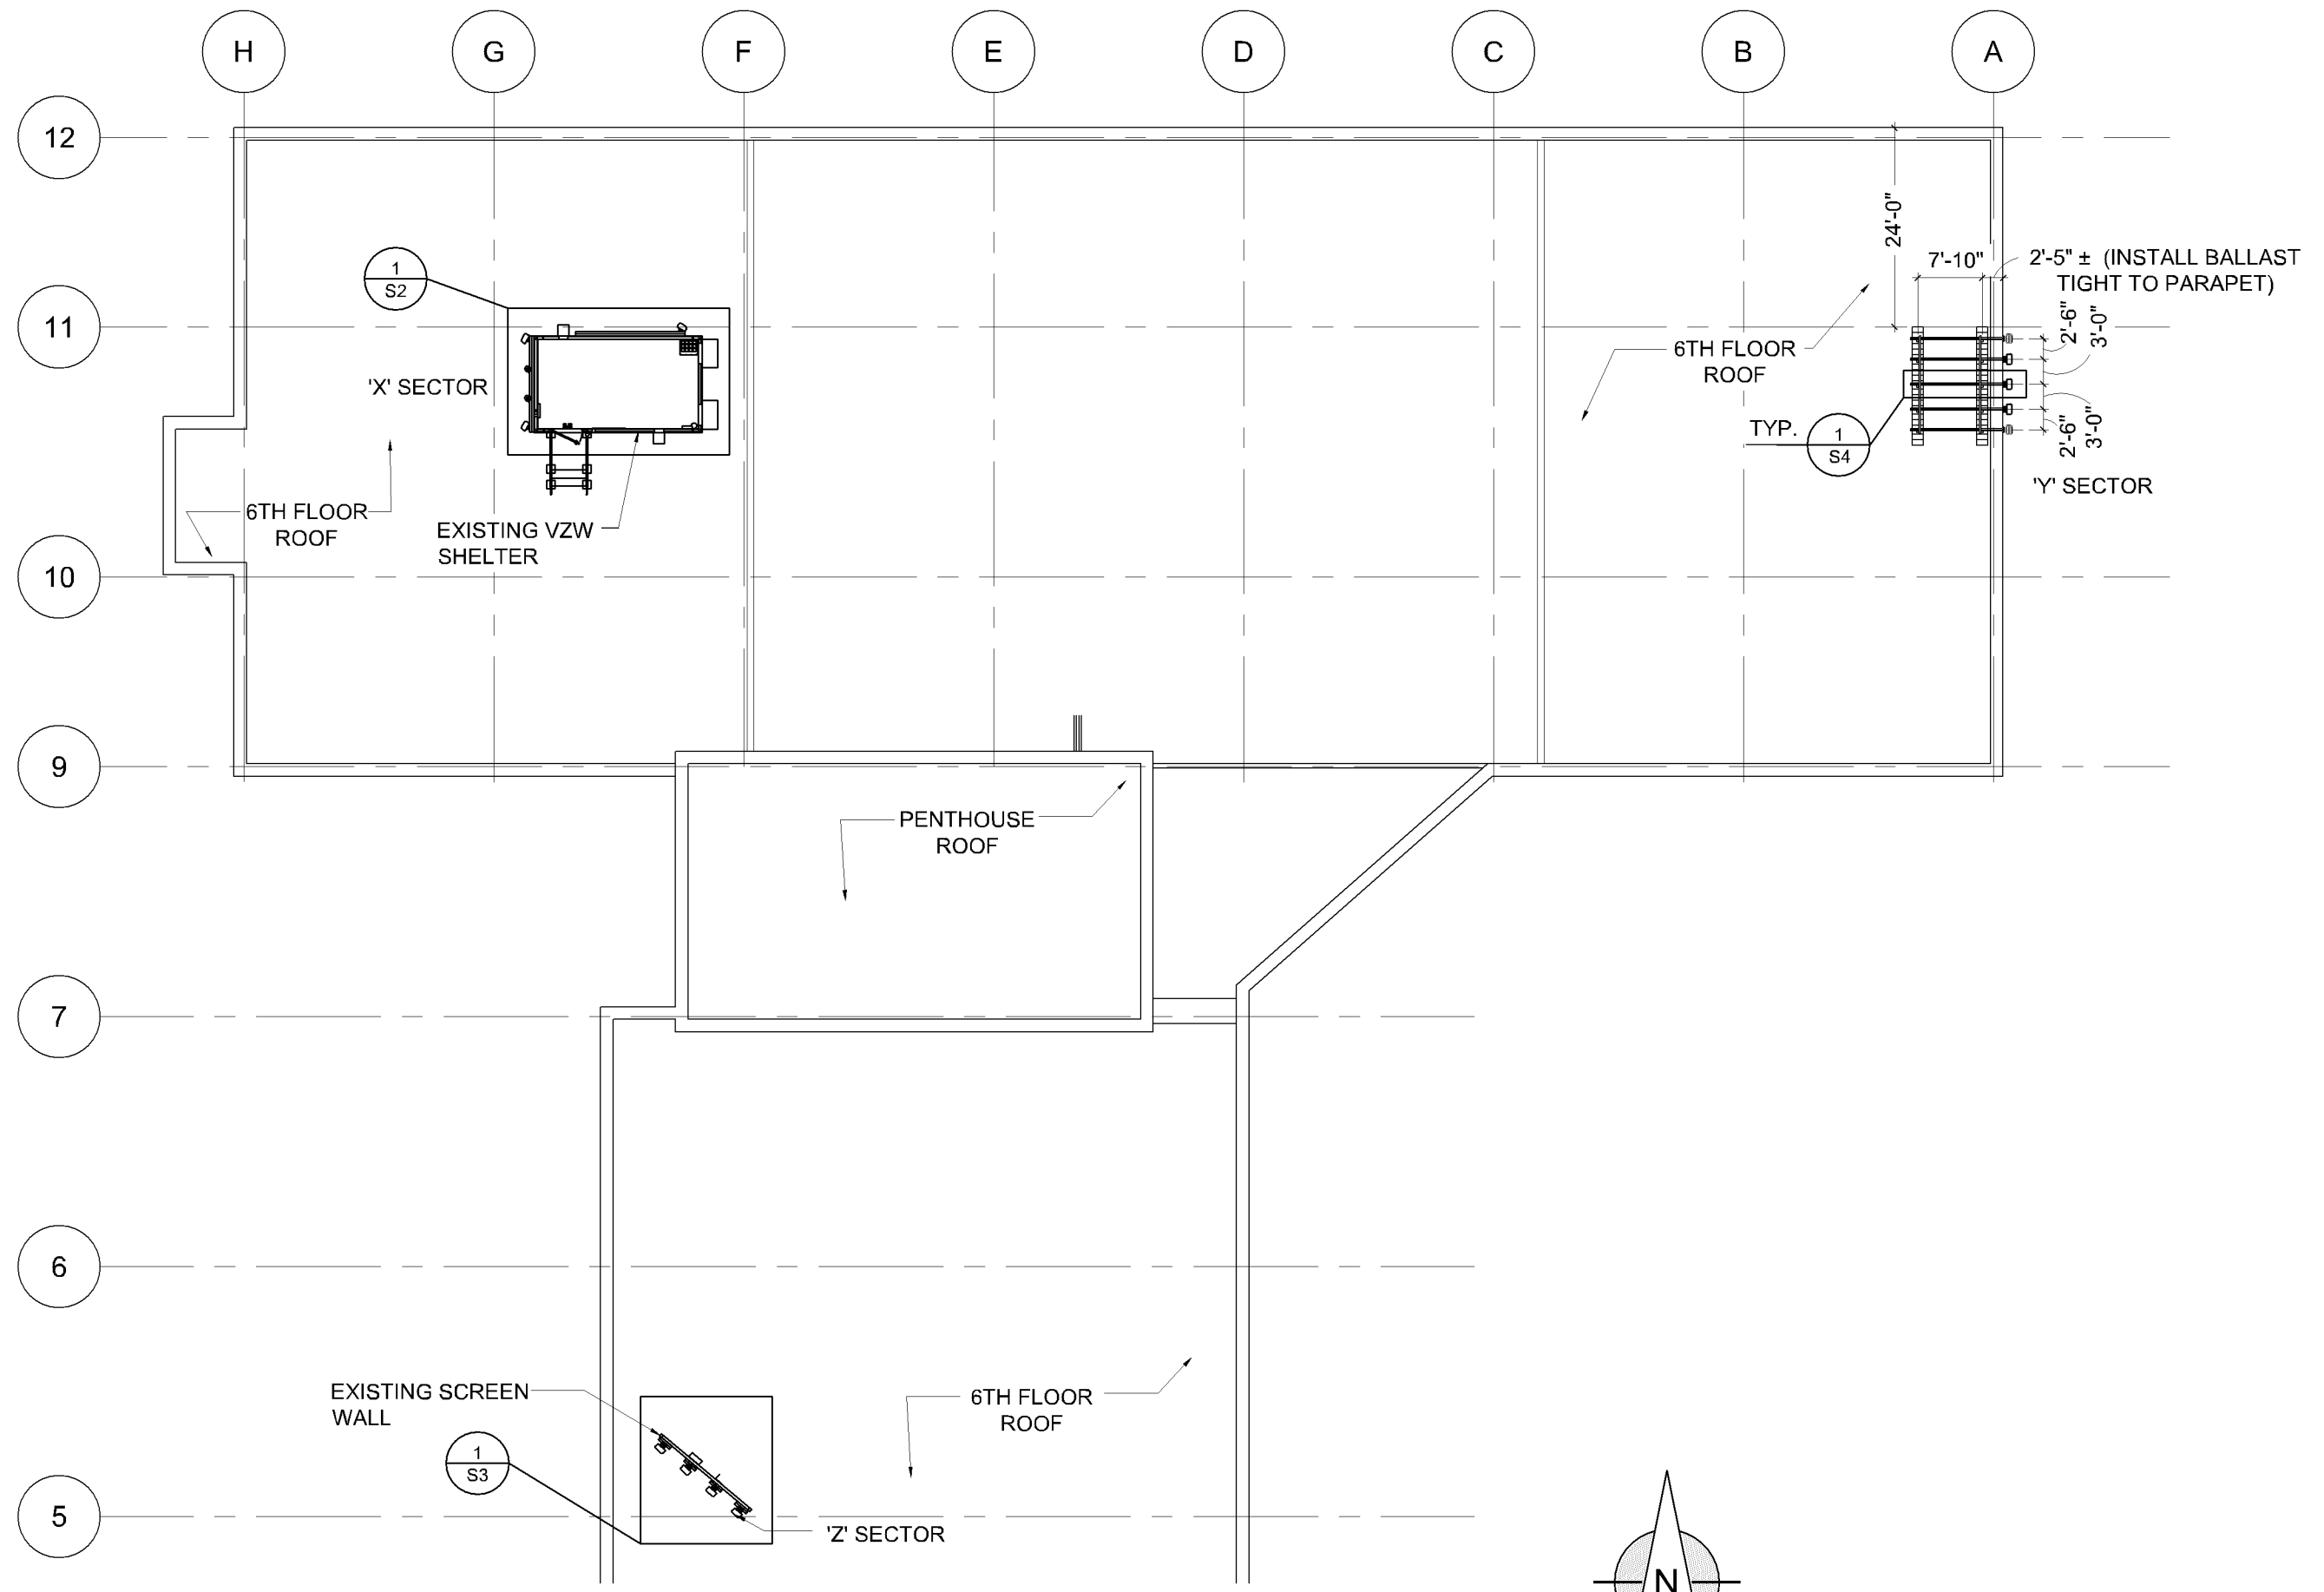 H
G
F
E
D
C
B
A
12
24'-0"
1
S2
7'-10"
2'-5" ± (INSTALL BALLAST
TIGHT TO PARAPET)
11
2'-6"
3'-0"
6TH FLOOR
ROOF
'X' SECTOR
TYP.
1
S4
2'-6"
3'-0"
'Y' SECTOR
6TH FLOOR
ROOF
EXISTING VZW
SHELTER
10
9
PENTHOUSE
ROOF
7
6
EXISTING SCREEN
WALL
6TH FLOOR
ROOF
1
S3
5
'Z' SECTOR
N